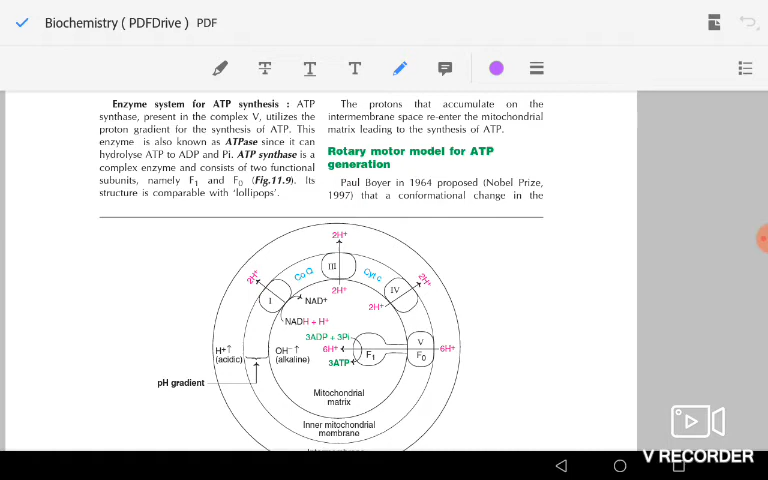 Biochemistry ( PDFDrive ) PDF
Enzyme system for ATP synthesis : ATP
synthase, present in the complex V, utilizes the
proton gradient for the synthesis of ATP. This
enzyme is also known as ATPase since it can
hydrolyse ATP to ADP and Pi. ATP synthase is a
complex enzyme and consists of two functional
subunits, namely F1 and F0 (Fig.11.9). Its
structure is comparable with 'lollipops'.
The protons that accumulate on the
intermembrane space re-enter the mitochondrial
matrix leading to the synthesis of ATP.
Rotary motor model for ATP
generation
Paul Boyer in 1964 proposed (Nobel Prize,
1997) that a conformational change in the
2H+
2H+
CoQ
III
Cyt c
2H+
I
2H+
IV
NAD+
2H+
NADH + H+
3ADP + 3Pi
H+↑
(acidic)
OH−↑
(alkaline)
6H+
F1
V
F0
6H+
3ATP
pH gradient
Mitochondrial
matrix
Inner mitochondrial
membrane
V RECORDER